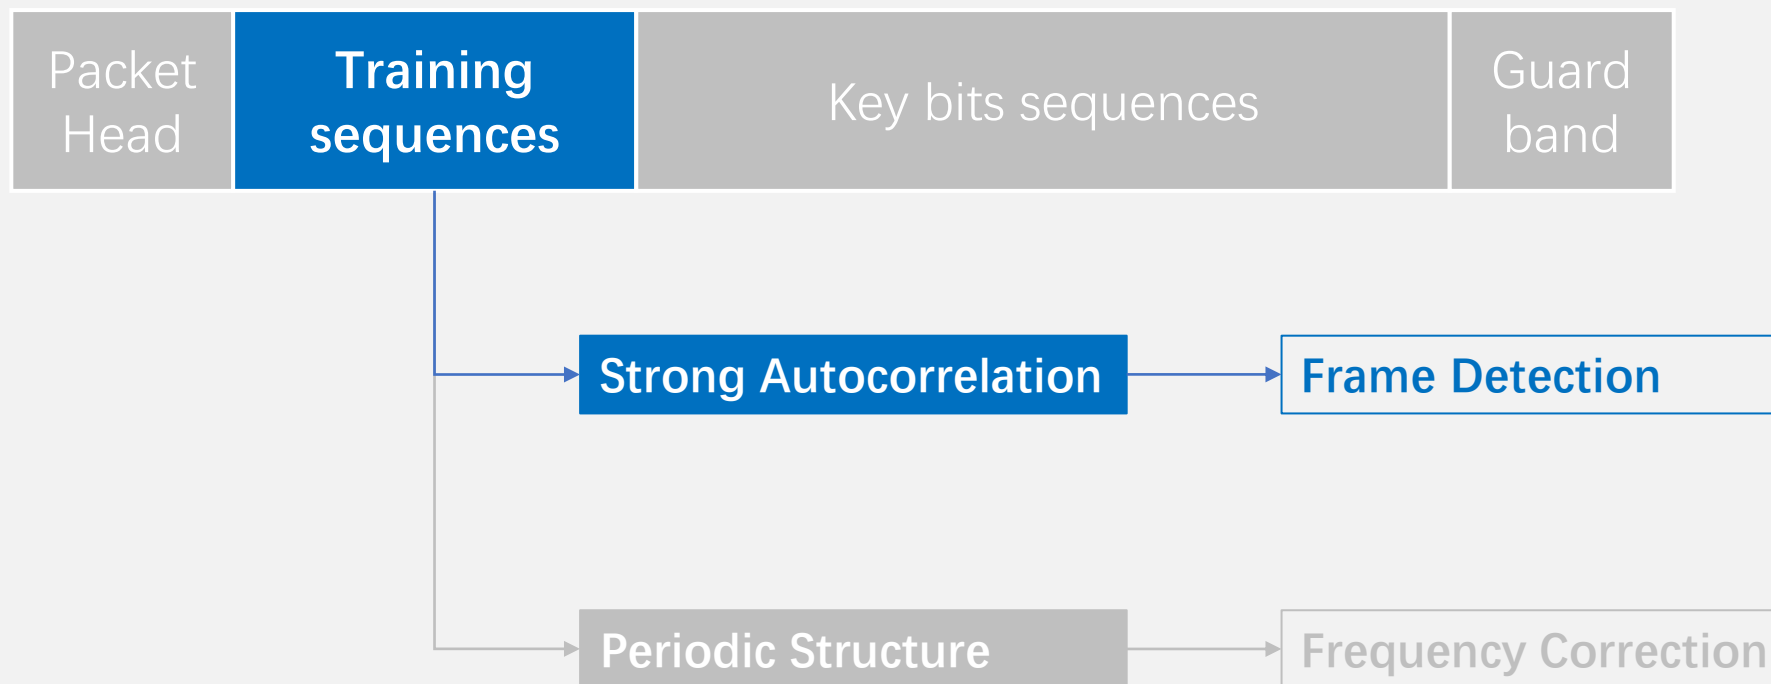 Packet
Head
Training
sequences
Key bits sequences
Guard
band
Strong Autocorrelation
Frame Detection
Periodic Structure
Frequency Correction